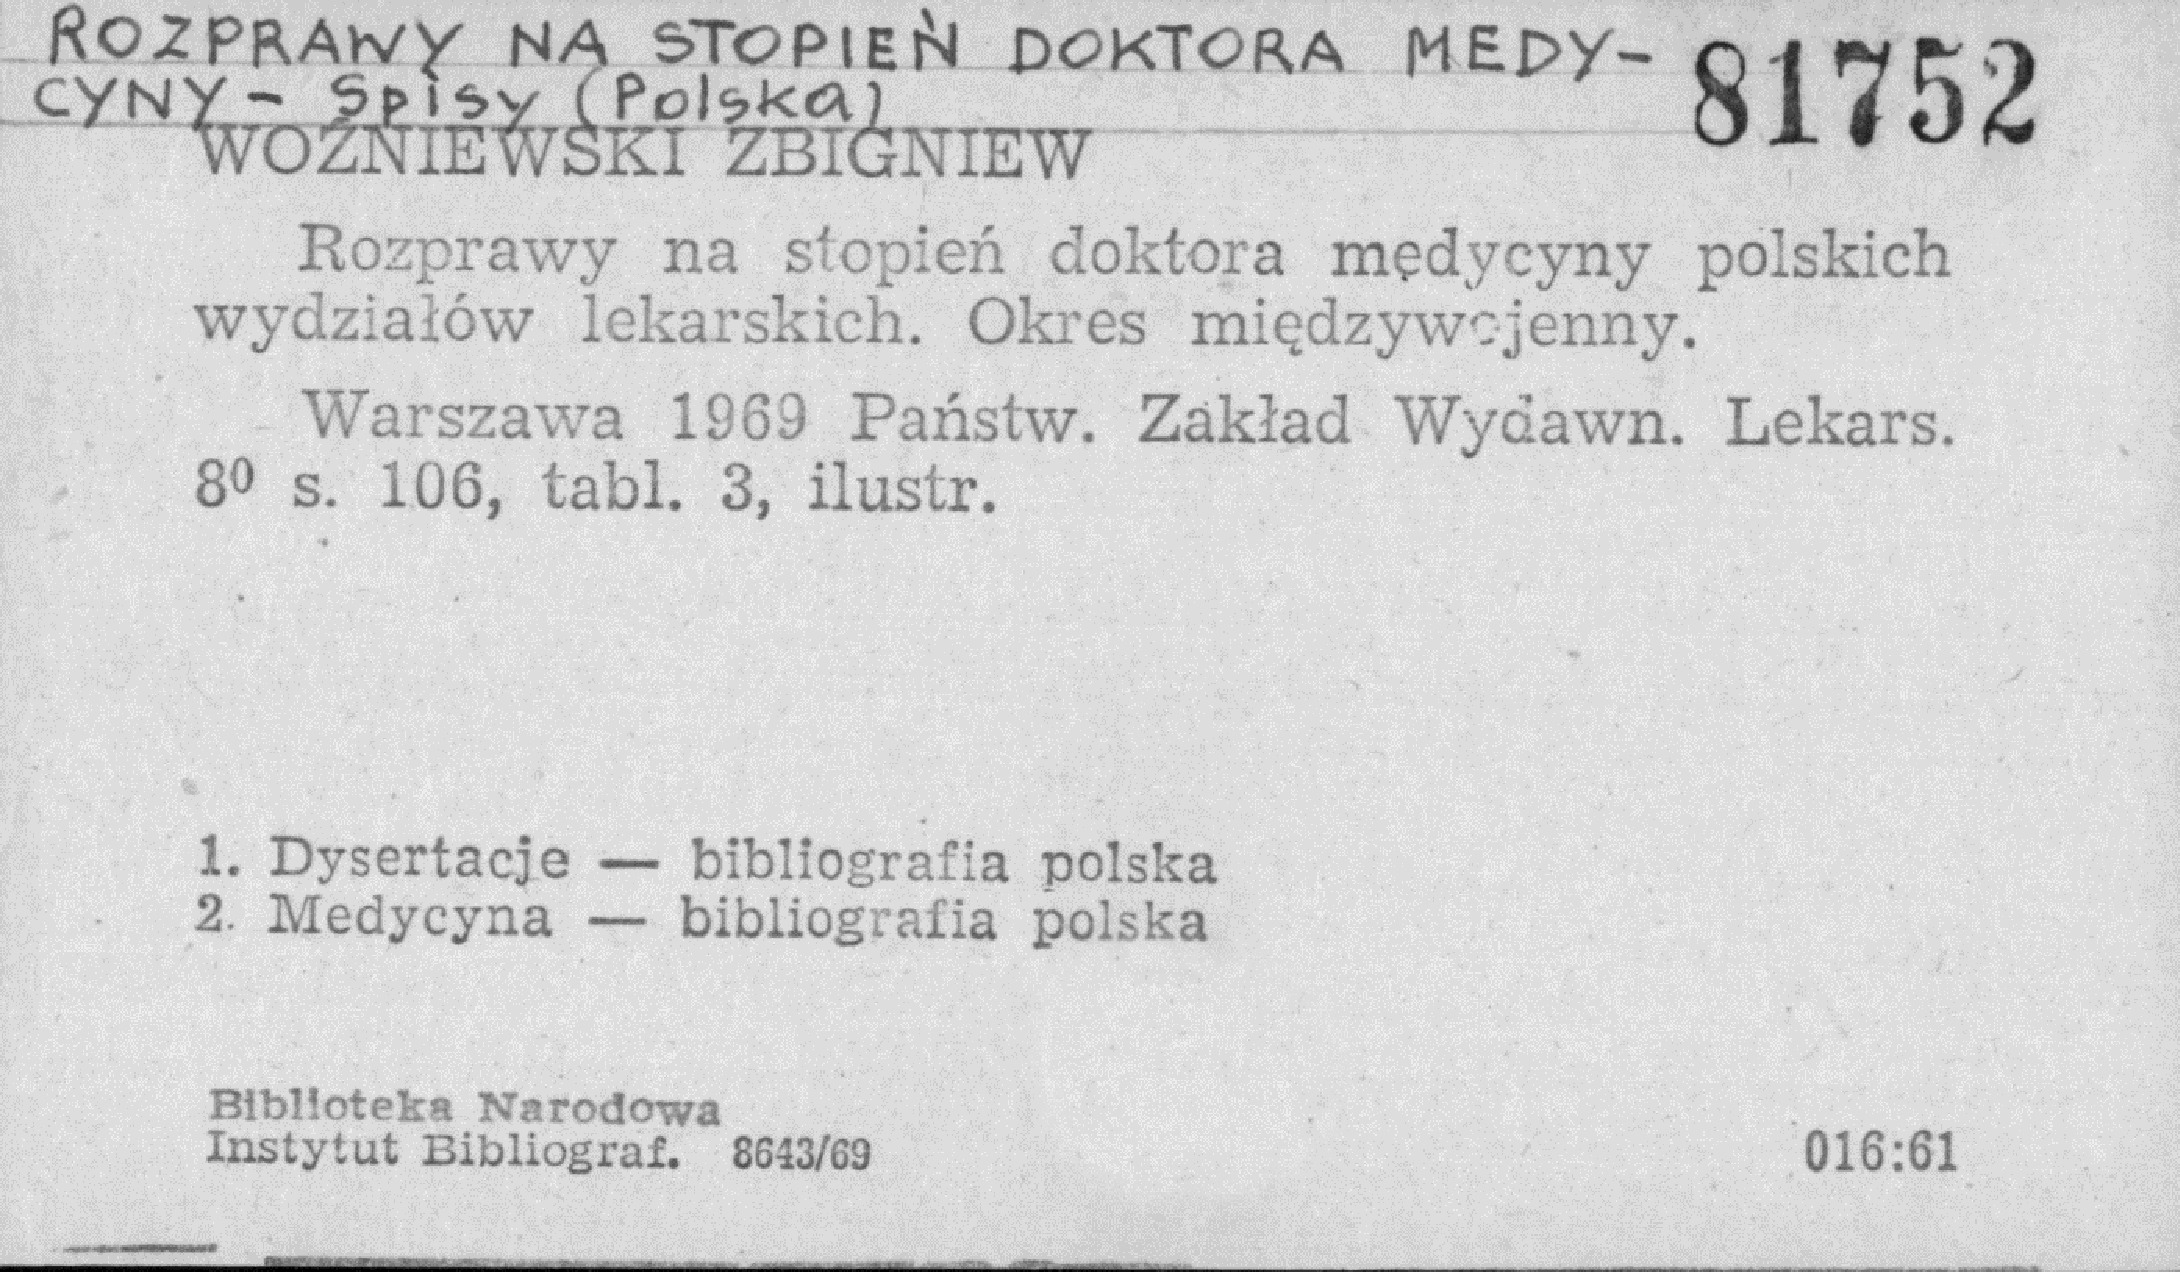 ROZPRAWY NA STOPIEŃ DOKTORA MEDY-
81752
CYNY - Spisy (Polska)
WOŹNIEWSKI ZBIGNIEW
Rozprawy na stopień doktora medycyny polskich
wydziałów lekarskich. Okres międzywojenny.
Warszawa 1969 Państw. Zakład Wydawn. Lekars.
8⁰ s. 106, tabl. 3, ilustr.
1. Dysertacje — bibliografia polska
2. Medycyna — bibliografia polska
Biblioteka Narodowa
Instytut Bibliograf. 8643/69
016:61